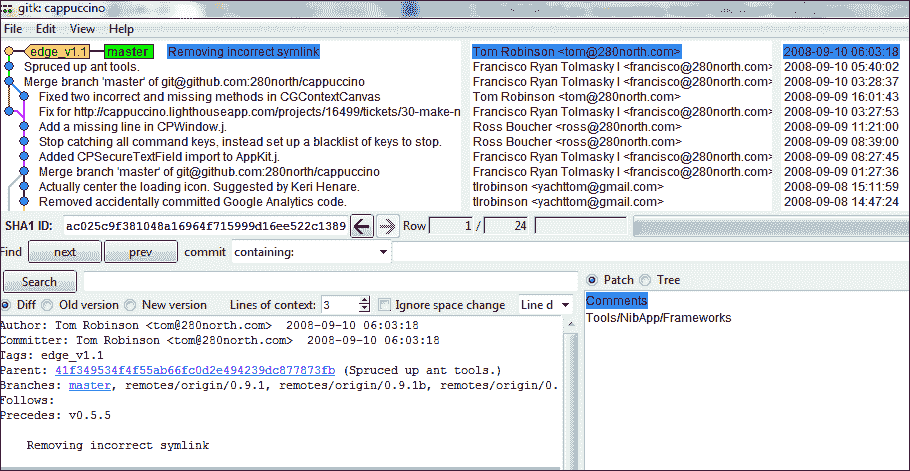 gitk: cappuccino
File Edit View Help
edge_v1.1 master Removing incorrect symlink Tom Robinson <tom@280north.com> 2008-09-10 06:03:18
Spruced up ant tools. Francisco Ryan Tolmasky I <francisco@280north.com> 2008-09-10 05:40:02
Merge branch 'master' of git@github.com:280north/cappuccino Francisco Ryan Tolmasky I <francisco@280north.com> 2008-09-10 03:28:37
Fixed two incorrect and missing methods in CGContextCanvas Tom Robinson <tom@280north.com> 2008-09-09 16:01:43
Fix for http://cappuccino.lighthouseapp.com/projects/16499/tickets/30-make-n Francisco Ryan Tolmasky I <francisco@280north.com> 2008-09-10 03:27:53
Add a missing line in CPWindow.j. Ross Boucher <ross@280north.com> 2008-09-09 11:21:00
Stop catching all command keys, instead set up a blacklist of keys to stop. Ross Boucher <ross@280north.com> 2008-09-09 08:39:00
Added CPSecureTextField import to AppKit.j. Francisco Ryan Tolmasky I <francisco@280north.com> 2008-09-09 08:27:45
Merge branch 'master' of git@github.com:280north/cappuccino Francisco Ryan Tolmasky I <francisco@280north.com> 2008-09-09 01:27:36
Actually center the loading icon. Suggested by Keri Henare. tlrobinson <yachttom@gmail.com> 2008-09-08 15:11:59
Removed accidentally committed Google Analytics code. tlrobinson <yachttom@gmail.com> 2008-09-08 14:47:24
SHA1 ID: ac025c9f381048a16964f715999d16ee522c1389 Row 1 / 24
Find next prev commit containing:
Search
Diff Old version New version Lines of context: 3 Ignore space change Line d
Author: Tom Robinson <tom@280north.com> 2008-09-10 06:03:18
Committer: Tom Robinson <tom@280north.com> 2008-09-10 06:03:18
Tags: edge_v1.1
Parent: 41f349534f4f55ab66fc0d2e494239dc877873fb (Spruced up ant tools.)
Branches: master, remotes/origin/0.9.1, remotes/origin/0.9.1b, remotes/origin/0.
Follows:
Precedes: v0.5.5
Removing incorrect symlink
Patch Tree
Comments
Tools/NibApp/Frameworks